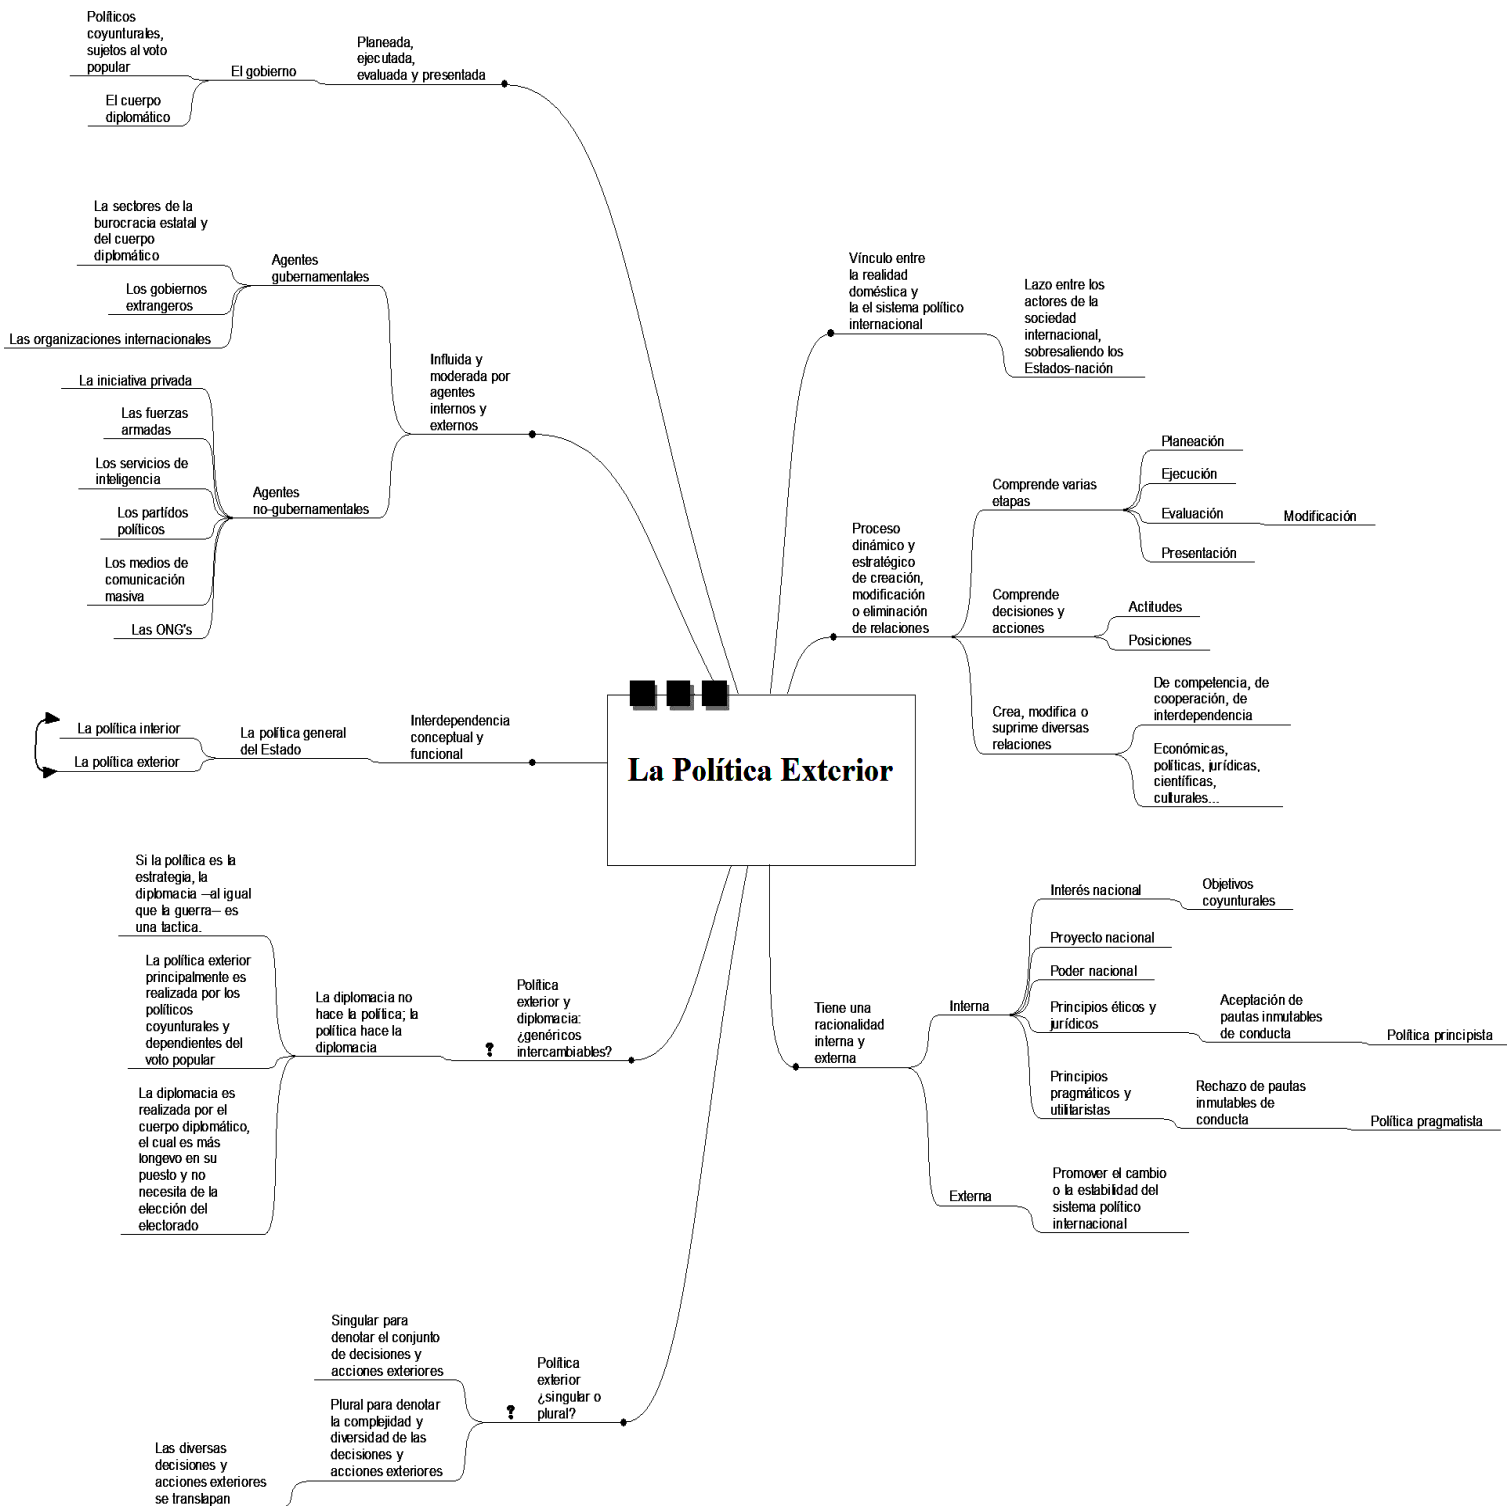 Políticos
coyunturales,
sujetos al voto
popular
El cuerpo
diplomático
El gobierno
Planeada,
ejecutada,
evaluada y presentada
La sectores de la
burocracia estatal y
del cuerpo
diplomático
Los gobiernos
extrangeros
Las organizaciones internacionales
Agentes
gubernamentales
La iniciativa privada
Las fuerzas
armadas
Los servicios de
inteligencia
Los partídos
políticos
Los medios de
comunicación
masiva
Las ONG's
Agentes
no-gubernamentales
Influida y
moderada por
agentes
internos y
externos
La política interior
La política exterior
La política general
del Estado
Interdependencia
conceptual y
funcional
La Política Exterior
Vínculo entre
la realidad
doméstica y
la el sistema político
internacional
Lazo entre los
actores de la
sociedad
internacional,
sobresaliendo los
Estados-nación
Proceso
dinámico y
estratégico
de creación,
modificación
o eliminación
de relaciones
Comprende varias
etapas
Planeación
Ejecución
Evaluación
Modificación
Presentación
Comprende
decisiones y
acciones
Actitudes
Posiciones
Crea, modifica o
suprime diversas
relaciones
De competencia, de
cooperación, de
interdependencia
Económicas,
políticas, jurídicas,
científicas,
culturales...
Si la política es la
estrategia, la
diplomacia —al igual
que la guerra— es
una tactica.
La política exterior
principalmente es
realizada por los
políticos
coyunturales y
dependientes del
voto popular
La diplomacia es
realizada por el
cuerpo diplomático,
el cual es más
longevo en su
puesto y no
necesita de la
elección del
electorado
La diplomacia no
hace la política; la
política hace la
diplomacia
?
Política
exterior y
diplomacia:
¿genéricos
intercambiables?
Tiene una
racionalidad
interna y
externa
Interna
Interés nacional
Objetivos
coyunturales
Proyecto nacional
Poder nacional
Principios éticos y
jurídicos
Aceptación de
pautas inmutables
de conducta
Política principista
Principios
pragmáticos y
utilitaristas
Rechazo de pautas
inmutables de
conducta
Política pragmatista
Externa
Promover el cambio
o la estabilidad del
sistema político
internacional
Singular para
denotar el conjunto
de decisiones y
acciones exteriores
Plural para denotar
la complejidad y
diversidad de las
decisiones y
acciones exteriores
Las diversas
decisiones y
acciones exteriores
se translapan
?
Política
exterior
¿singular o
plural?